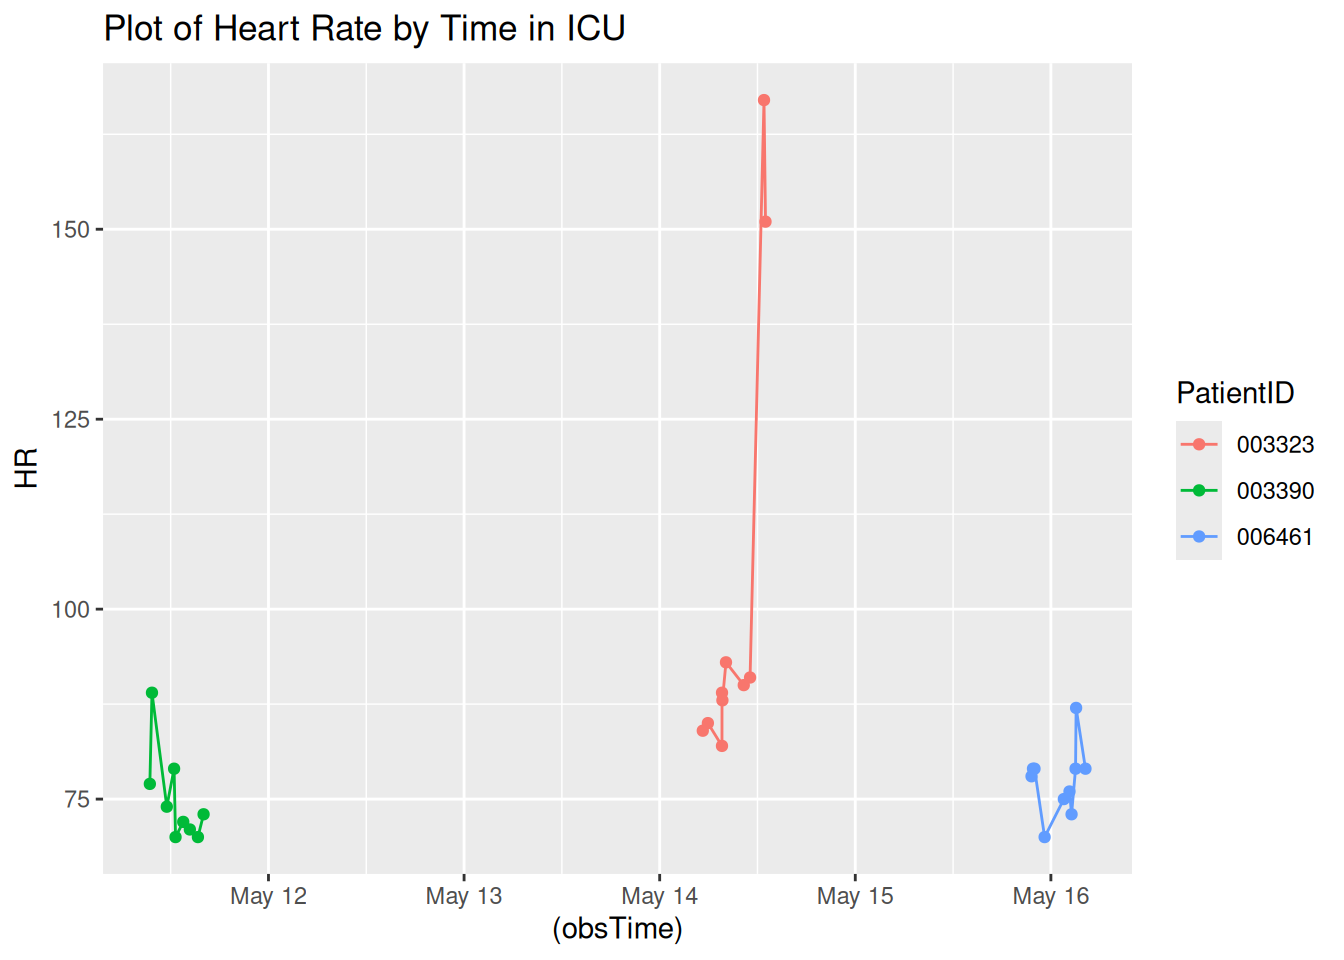 Plot of Heart Rate by Time in ICU
HR
150
125
100
75
May 12
May 13
May 14
May 15
May 16
(obsTime)
PatientID
003323
003390
006461